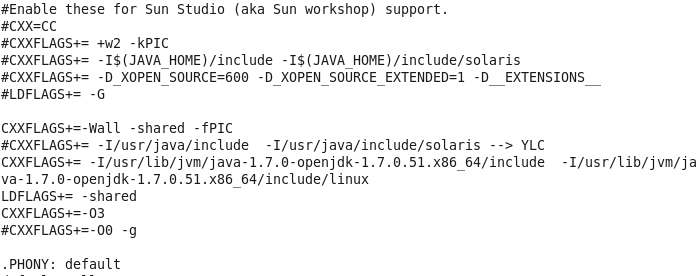 #Enable these for Sun Studio (aka Sun workshop) support.
#CXX=CC
#CXXFLAGS+= +w2 -kPIC
#CXXFLAGS+= -I$(JAVA_HOME)/include -I$(JAVA_HOME)/include/solaris
#CXXFLAGS+= -D_XOPEN_SOURCE=600 -D_XOPEN_SOURCE_EXTENDED=1 -D__EXTENSIONS__
#LDFLAGS+= -G
CXXFLAGS+=-Wall -shared -fPIC
#CXXFLAGS+= -I/usr/java/include  -I/usr/java/include/solaris --> YLC
CXXFLAGS+= -I/usr/lib/jvm/java-1.7.0-openjdk-1.7.0.51.x86_64/include  -I/usr/lib/jvm/ja
va-1.7.0-openjdk-1.7.0.51.x86_64/include/linux
LDFLAGS+= -shared
CXXFLAGS+=-O3
#CXXFLAGS+=-O0 -g
.PHONY: default